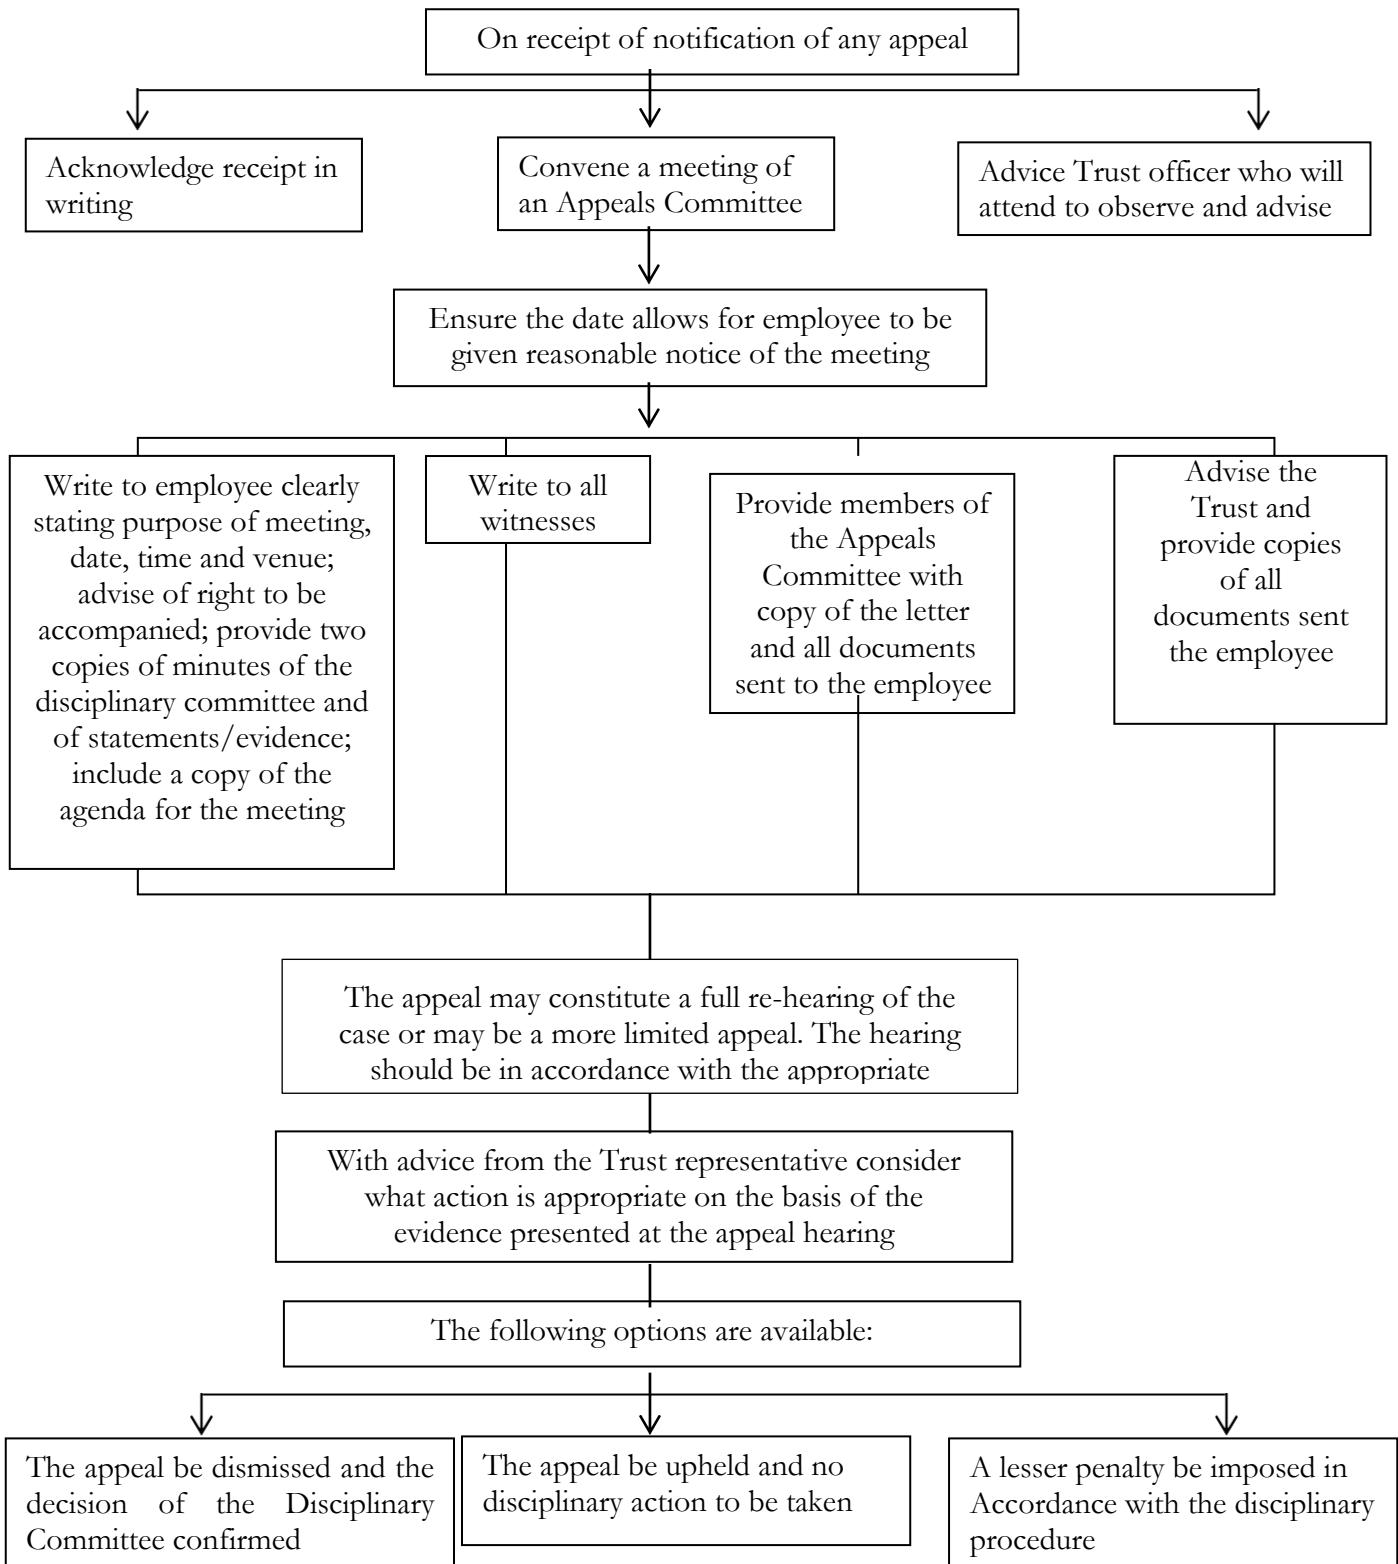 On receipt of notification of any appeal
Acknowledge receipt in
writing
Convene a meeting of
an Appeals Committee
Advice Trust officer who will
attend to observe and advise
Ensure the date allows for employee to be
given reasonable notice of the meeting
Write to employee clearly
stating purpose of meeting,
date, time and venue;
advise of right to be
accompanied; provide two
copies of minutes of the
disciplinary committee and
of statements/evidence;
include a copy of the
agenda for the meeting
Write to all
witnesses
Provide members of
the Appeals
Committee with
copy of the letter
and all documents
sent to the employee
Advise the
Trust and
provide copies
of all
documents sent
the employee
The appeal may constitute a full re-hearing of the
case or may be a more limited appeal. The hearing
should be in accordance with the appropriate
With advice from the Trust representative consider
what action is appropriate on the basis of the
evidence presented at the appeal hearing
The following options are available:
The appeal be dismissed and the
decision of the Disciplinary
Committee confirmed
The appeal be upheld and no
disciplinary action to be taken
A lesser penalty be imposed in
Accordance with the disciplinary
procedure